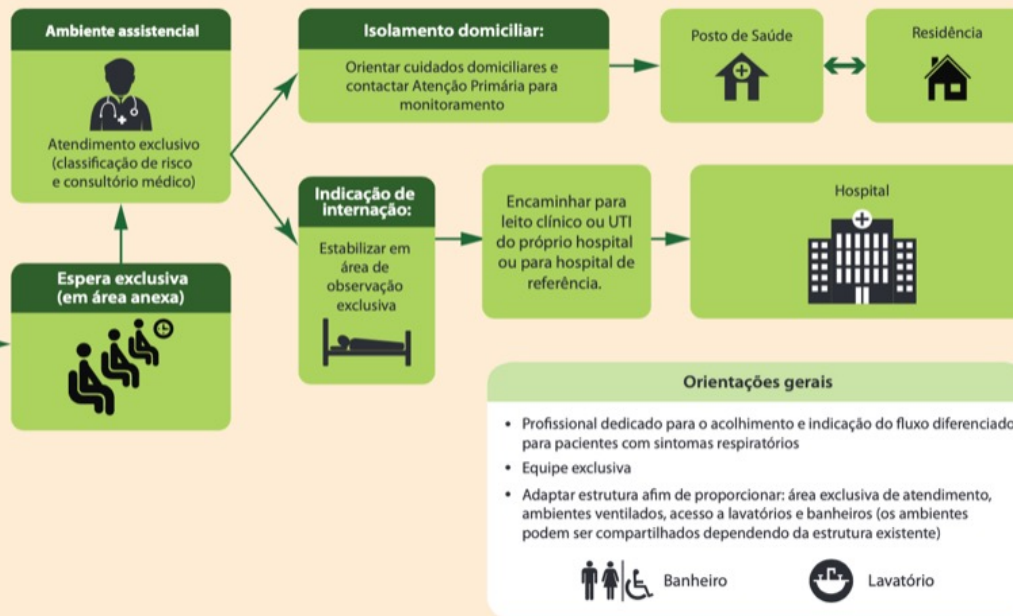 Ambiente assistencial
Atendimento exclusivo
(classificação de risco
e consultório médico)
Espera exclusiva
(em área anexa)
Isolamento domiciliar:
Orientar cuidados domiciliares e
contactar Atenção Primária para
monitoramento
Posto de Saúde
Residência
Indicação de
internação:
Estabilizar em
área de
observação
exclusiva
Encaminhar para
leito clínico ou UTI
do próprio hospital
ou para hospital de
referência.
Hospital
Orientações gerais
• Profissional dedicado para o acolhimento e indicação do fluxo diferenciado
para pacientes com sintomas respiratórios
• Equipe exclusiva
• Adaptar estrutura afim de proporcionar: área exclusiva de atendimento,
ambientes ventilados, acesso a lavatórios e banheiros (os ambientes
podem ser compartilhados dependendo da estrutura existente)
Banheiro
Lavatório